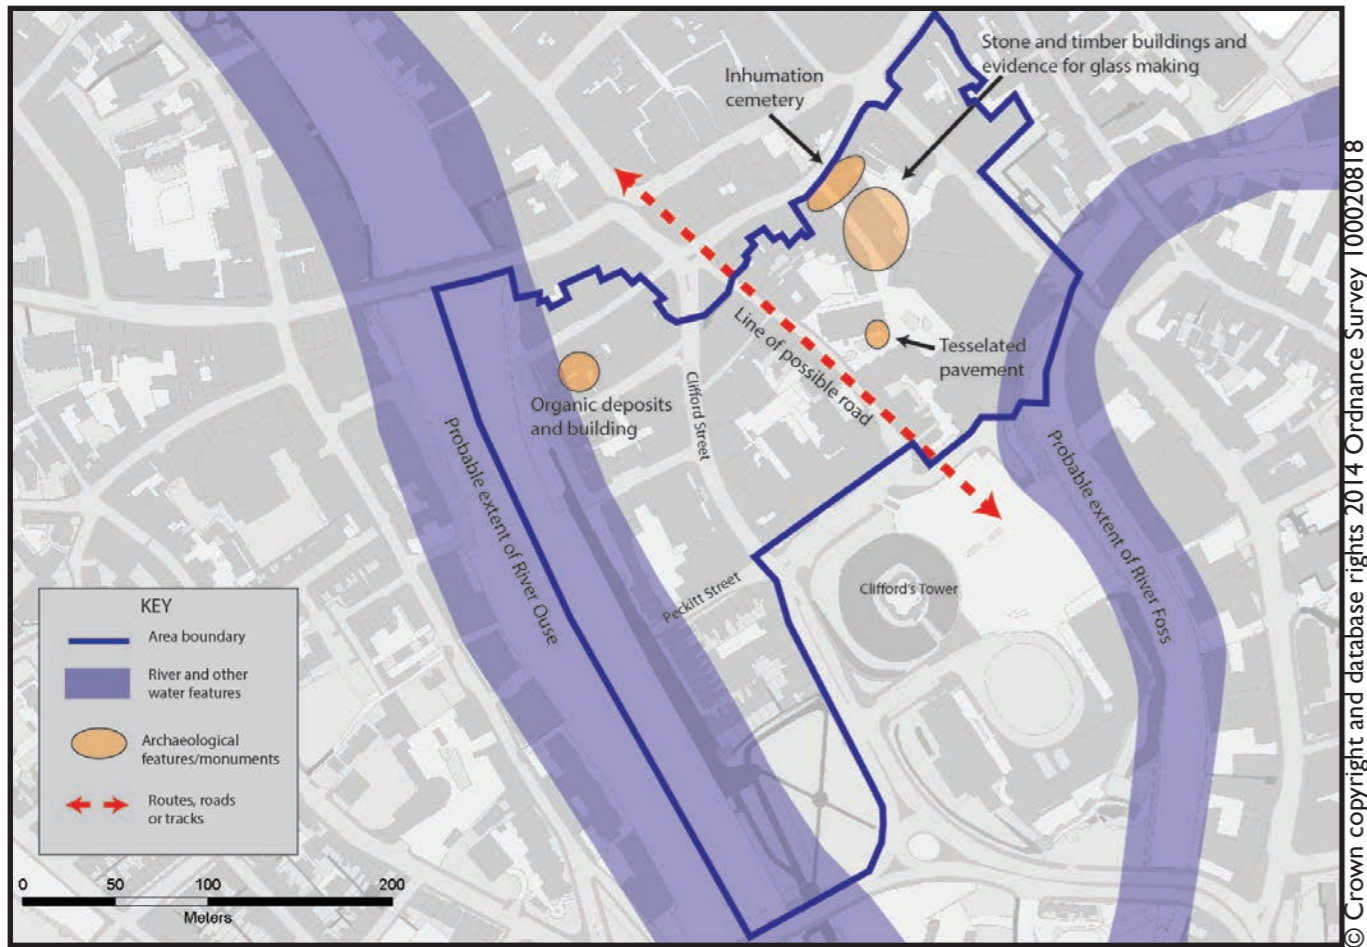 Stone and timber buildings and
evidence for glass making
Inhumation
cemetery
Line of possible road
Tesselated
pavement
Clifford Street
Organic deposits
and building
Probable extent of River Ouse
Probable extent of River Foss
Peckitt Street
Clifford's Tower
KEY
Area boundary
River and other
water features
Archaeological
features/monuments
Routes, roads
or tracks
0 50 100 200
Meters
© Crown copyright and database rights 2014 Ordnance Survey 100020818